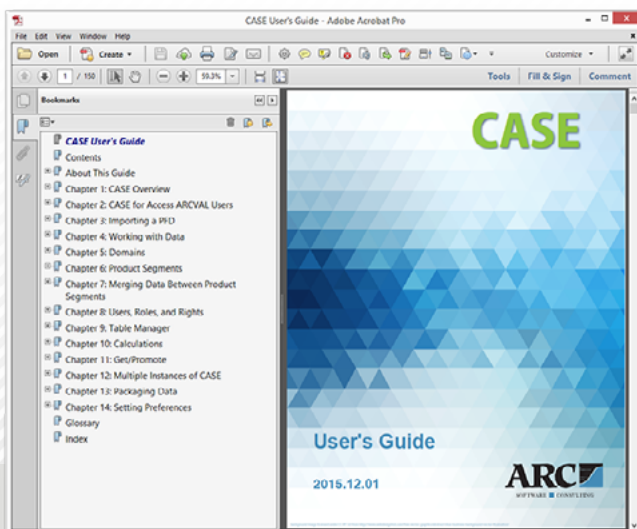 CASE User's Guide - Adobe Acrobat Pro
File Edit View Window Help
Open Create Customize
1 / 150 59.3% Tools Fill & Sign Comment
Bookmarks
CASE User's Guide
Contents
About This Guide
Chapter 1: CASE Overview
Chapter 2: CASE for Access ARCVAL Users
Chapter 3: Importing a PFD
Chapter 4: Working with Data
Chapter 5: Domains
Chapter 6: Product Segments
Chapter 7: Merging Data Between Product
Segments
Chapter 8: Users, Roles, and Rights
Chapter 9: Table Manager
Chapter 10: Calculations
Chapter 11: Get/Promote
Chapter 12: Multiple Instances of CASE
Chapter 13: Packaging Data
Chapter 14: Setting Preferences
Glossary
Index
CASE
User's Guide
2015.12.01
ARC
SOFTWARE CONSULTING